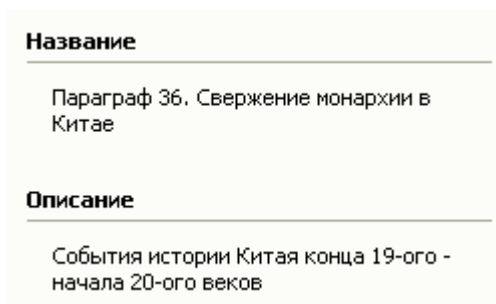 Название
Параграф 36. Свержение монархии в
Китае
Описание
События истории Китая конца 19-ого -
начала 20-ого веков